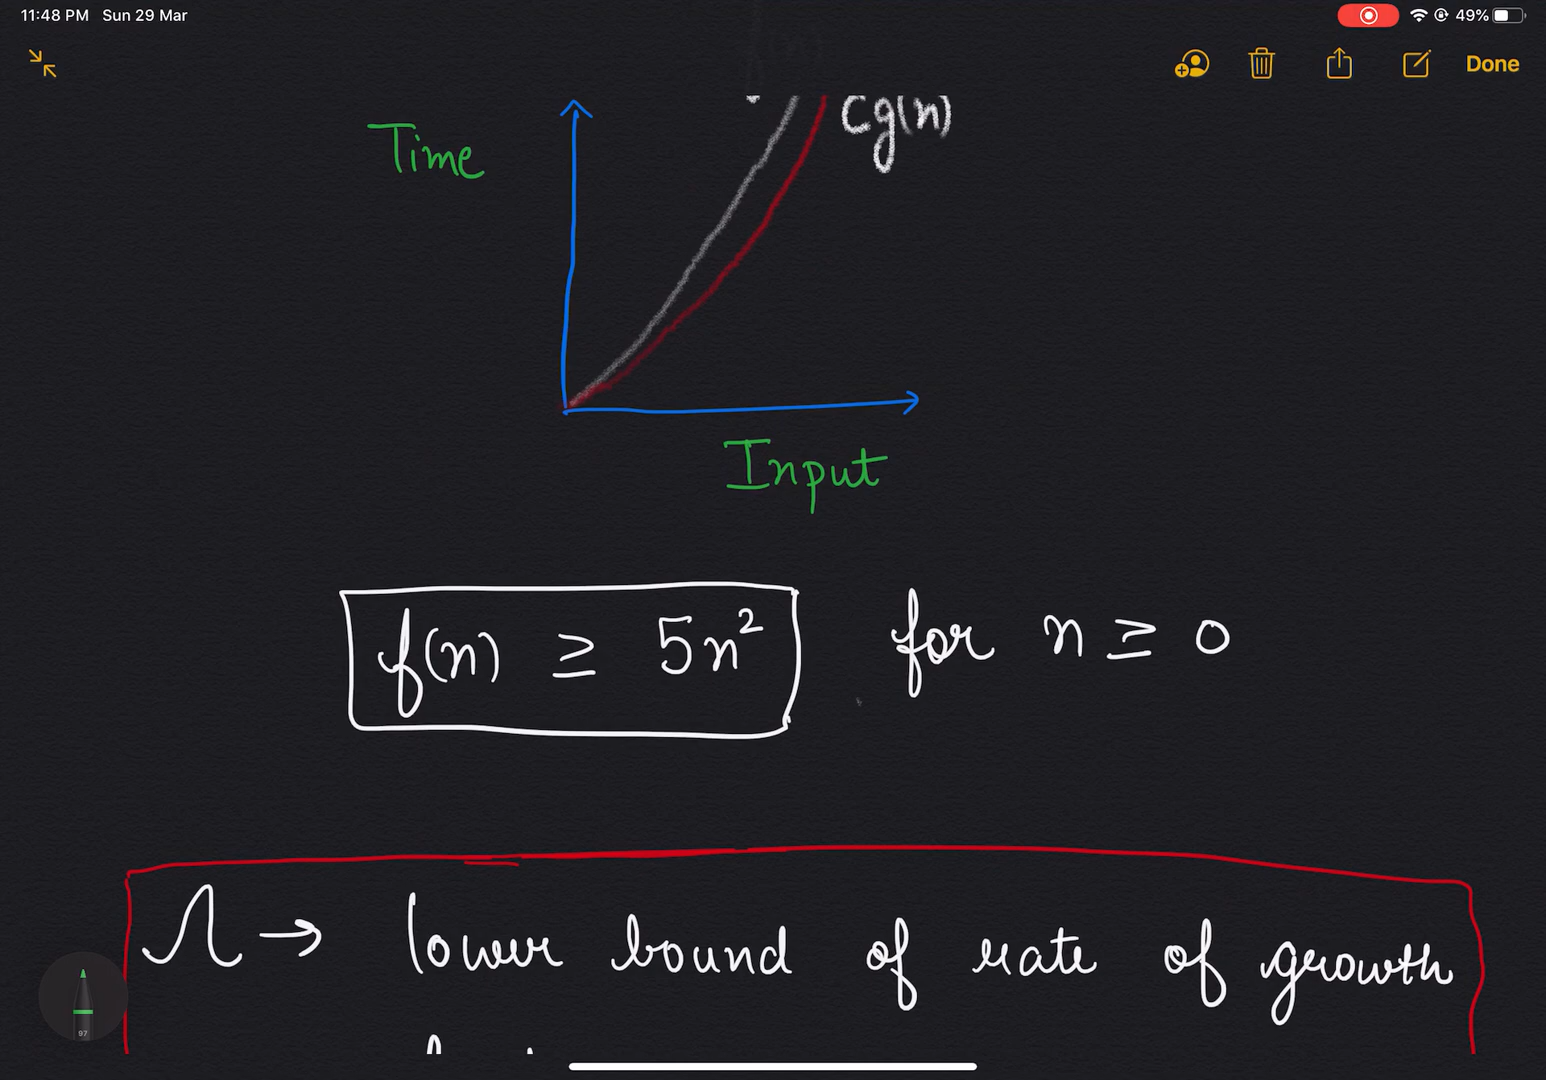 11:48 PM Sun 29 Mar
49%
Done
Time
Cg(n)
Input
f(n) ≥ 5n² for n ≥ 0
Ω → lower bound of rate of growth
97